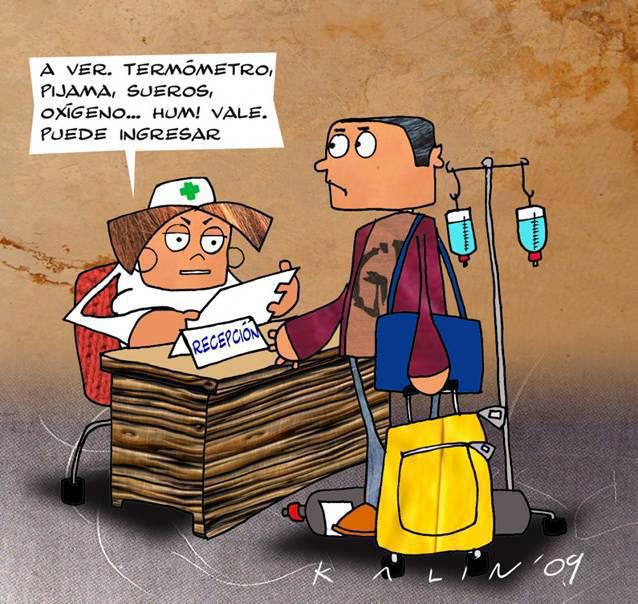 A VER. TERMÓMETRO,
PIJAMA, SUEROS,
OXÍGENO... HUM! VALE.
PUEDE INGRESAR
RECEPCIÓN
KALIN'09